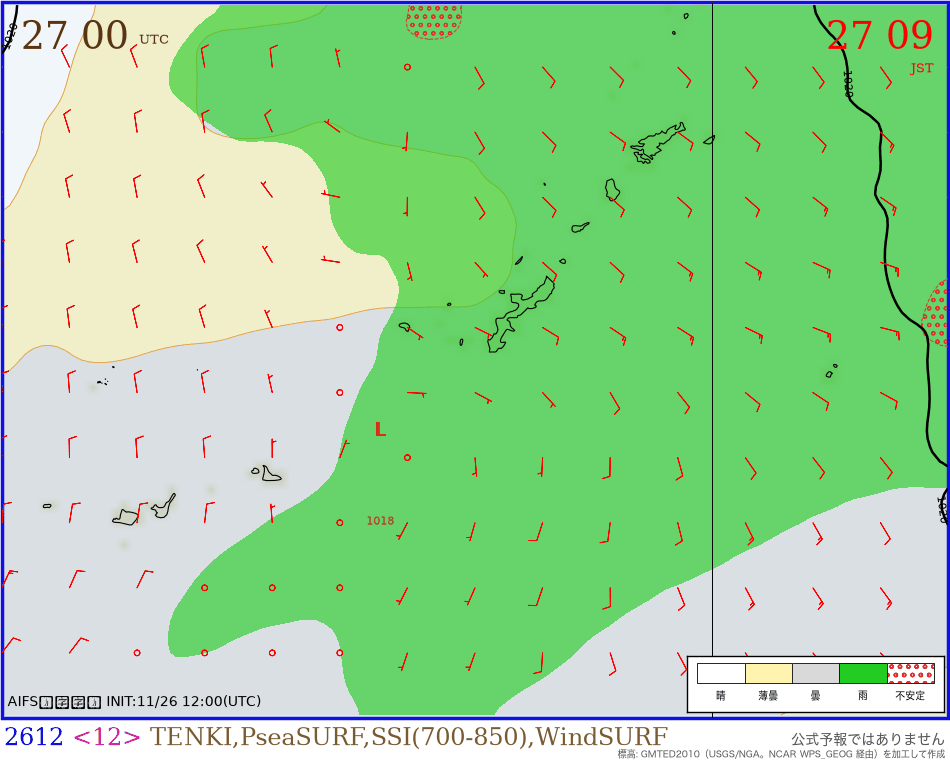 27 00 UTC
27 09
JST
1020
1020
1020
L
1018
晴 薄曇 曇 雨 不安定
AIFS INIT:11/26 12:00(UTC)
2612 <12> TENKI,PseaSURF,SSI(700-850),WindSURF
公式予報ではありません
標高: GMTED2010（USGS/NGA。NCAR WPS_GEOG 経由）を加工して作成